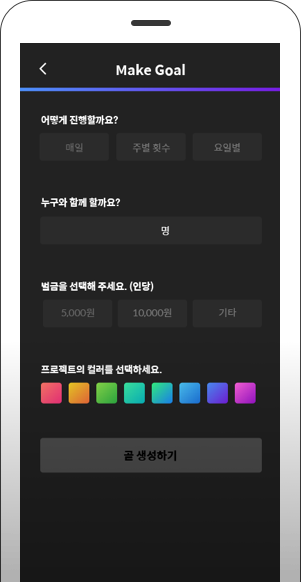 Make Goal
어떻게 진행할까요?
매일 주별 횟수 요일별
누구와 함께 할까요?
명
벌금을 선택해 주세요. (인당)
5,000원 10,000원 기타
프로젝트의 컬러를 선택하세요.
골 생성하기